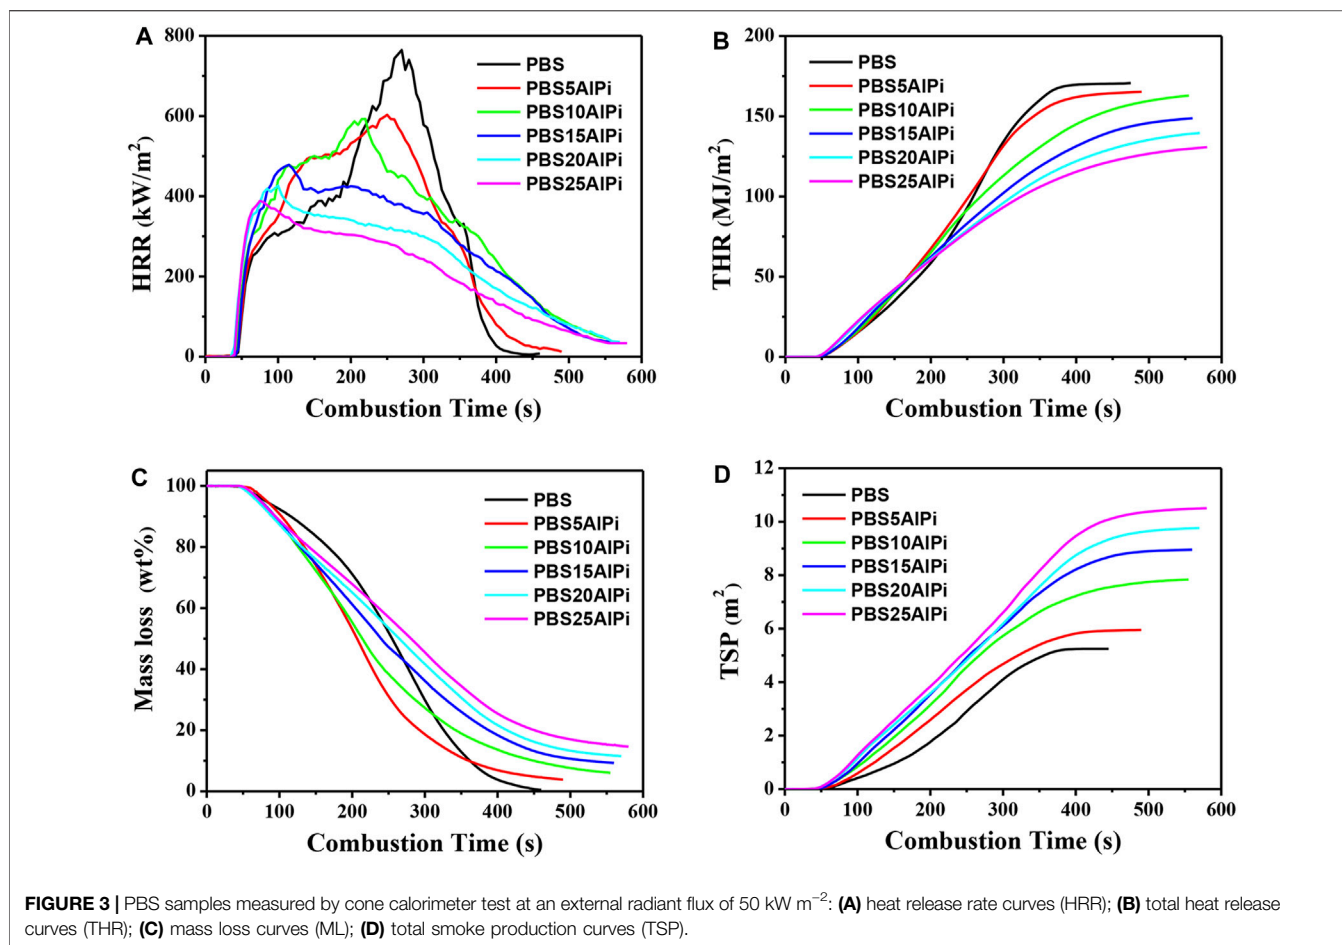 A
HRR (kW/m²)
800
600
400
200
0
PBS
PBS5AlPi
PBS10AlPi
PBS15AlPi
PBS20AlPi
PBS25AlPi
0 100 200 300 400 500 600
Combustion Time (s)
B
THR (MJ/m²)
200
150
100
50
0
PBS
PBS5AlPi
PBS10AlPi
PBS15AlPi
PBS20AlPi
PBS25AlPi
0 100 200 300 400 500 600
Combustion Time (s)
C
Mass loss (wt%)
100
80
60
40
20
0
PBS
PBS5AlPi
PBS10AlPi
PBS15AlPi
PBS20AlPi
PBS25AlPi
0 100 200 300 400 500 600
Combustion Time (s)
D
TSP (m²)
12
10
8
6
4
2
0
PBS
PBS5AlPi
PBS10AlPi
PBS15AlPi
PBS20AlPi
PBS25AlPi
0 100 200 300 400 500 600
Combustion Time (s)
FIGURE 3 | PBS samples measured by cone calorimeter test at an external radiant flux of 50 kW m⁻²: (A) heat release rate curves (HRR); (B) total heat release
curves (THR); (C) mass loss curves (ML); (D) total smoke production curves (TSP).